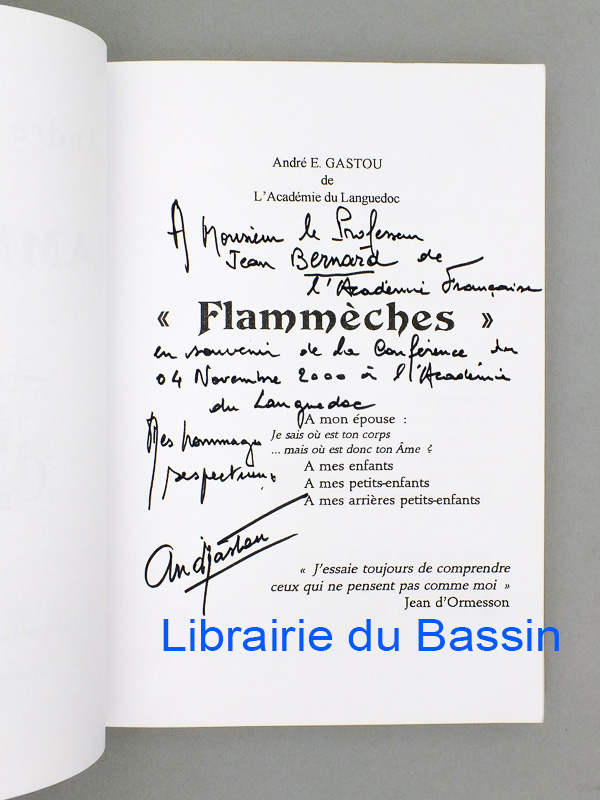 André E. GASTOU
de
L'Académie du Languedoc
A Monsieur le Professeur
Jean Bernard de
l'Académie Française
« Flammèches »
en souvenir de la Conférence du
04 Novembre 2000 à l'Académie
du Languedoc
A mon épouse :
Je sais où est ton corps
... mais où est donc ton Âme ?
A mes enfants
A mes petits-enfants
A mes arrières petits-enfants
Mes hommages
respectueux.
AndGastou
« J'essaie toujours de comprendre
ceux qui ne pensent pas comme moi »
Jean d'Ormesson
Librairie du Bassin